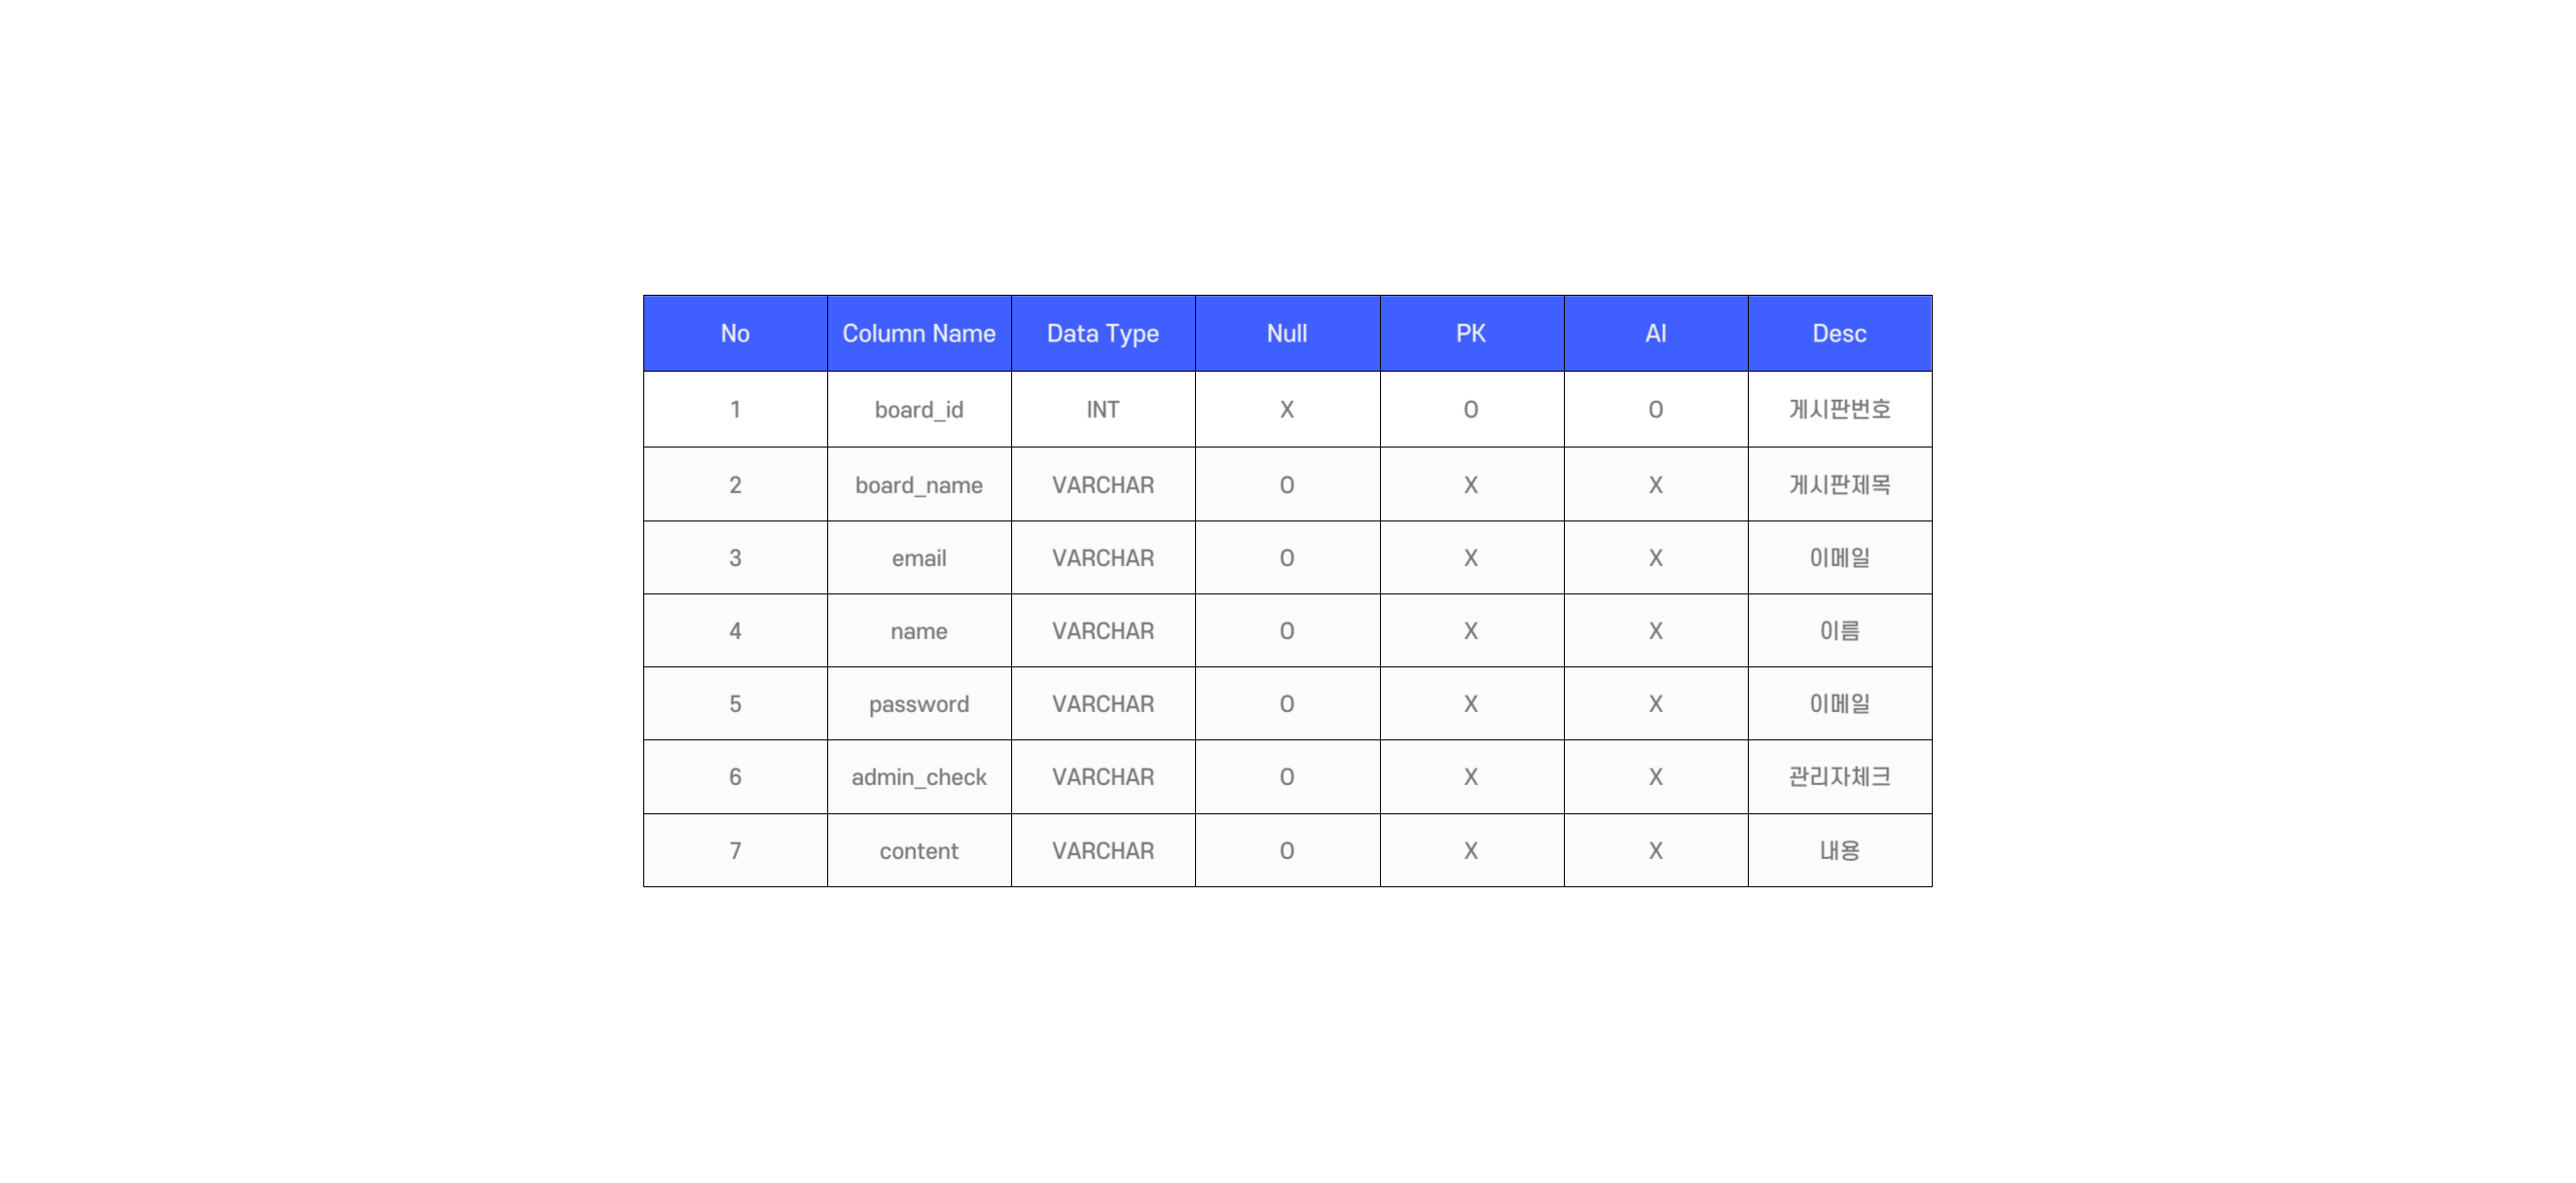 No Column Name Data Type Null PK AI Desc
1 board_id INT X O O 게시판번호
2 board_name VARCHAR O X X 게시판제목
3 email VARCHAR O X X 이메일
4 name VARCHAR O X X 이름
5 password VARCHAR O X X 이메일
6 admin_check VARCHAR O X X 관리자체크
7 content VARCHAR O X X 내용